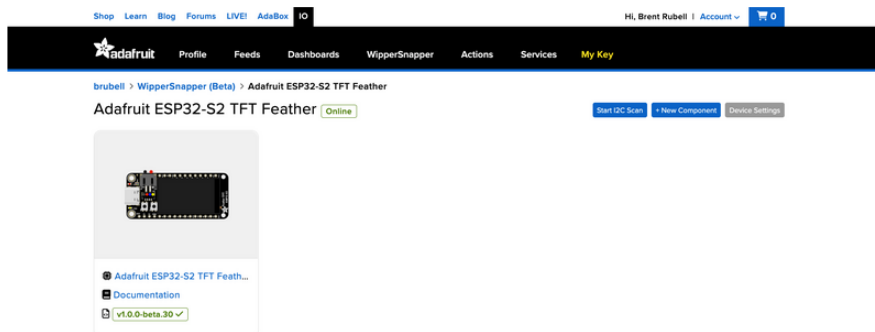 Shop Learn Blog Forums LIVE! AdaBox IO Hi, Brent Rubell | Account 0
adafruit Profile Feeds Dashboards WipperSnapper Actions Services My Key
brubell > WipperSnapper (Beta) > Adafruit ESP32-S2 TFT Feather
Adafruit ESP32-S2 TFT Feather Online Start I2C Scan + New Component Device Settings
Adafruit ESP32-S2 TFT Feath...
Documentation
v1.0.0-beta.30 ✓